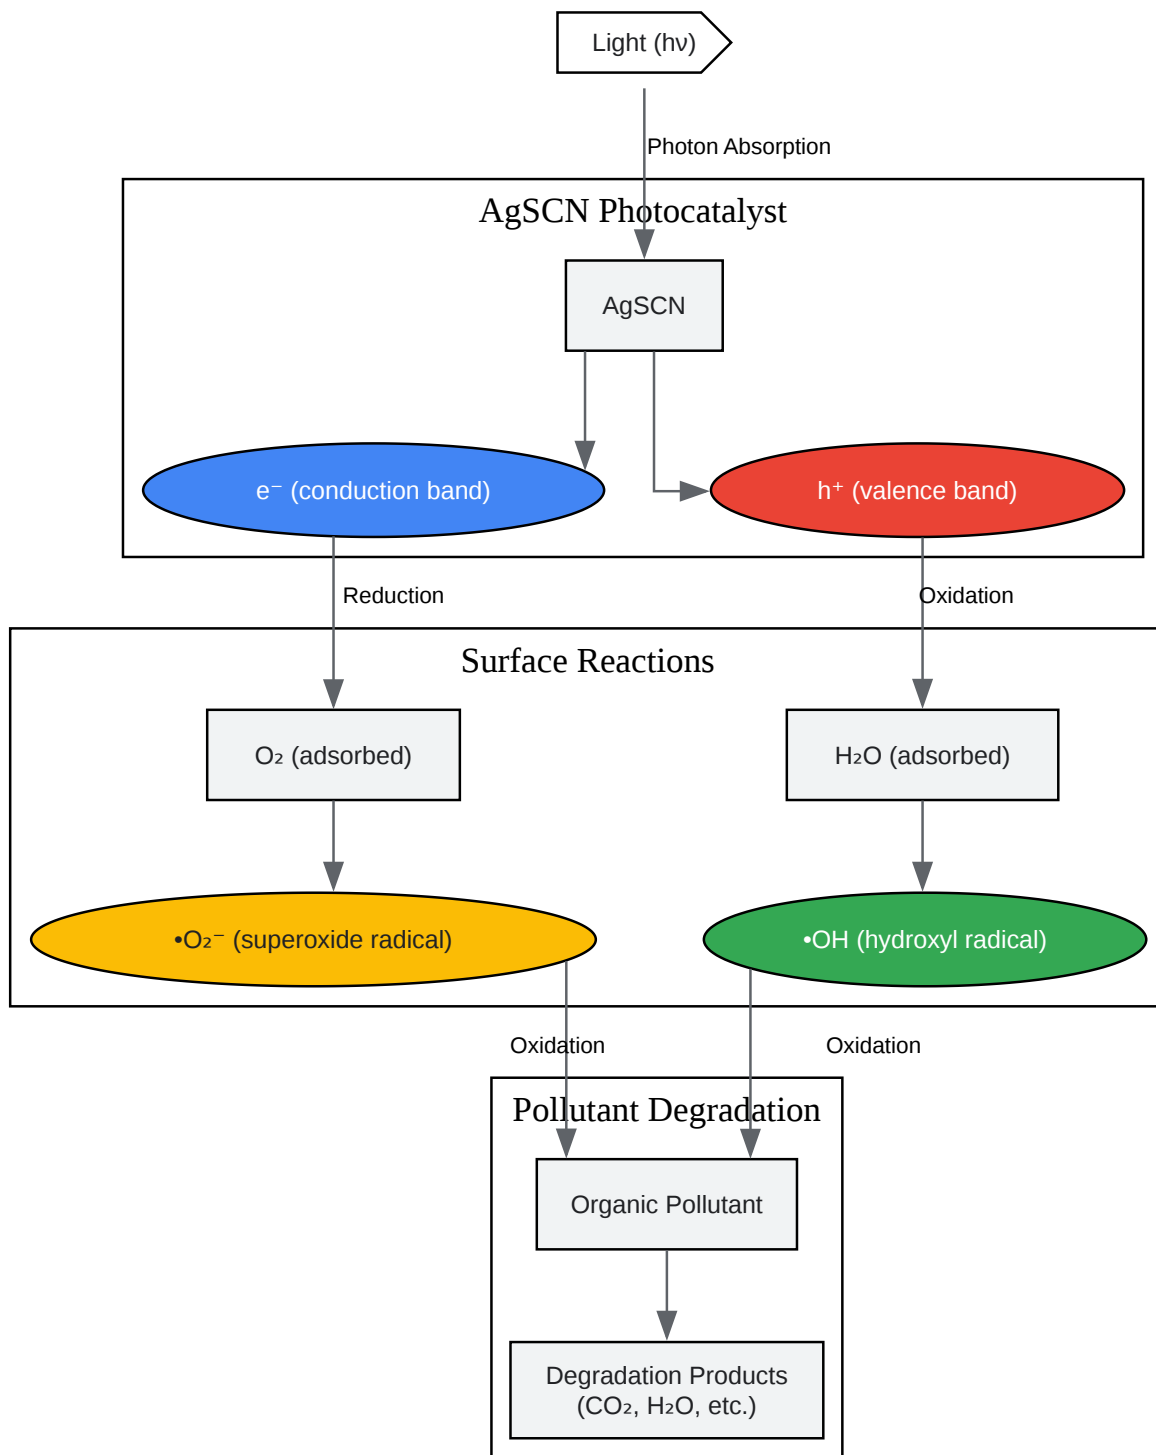 Light (hν)
Photon Absorption
AgSCN Photocatalyst
AgSCN
e⁻ (conduction band)
h⁺ (valence band)
Reduction
Oxidation
Surface Reactions
O₂ (adsorbed)
H₂O (adsorbed)
•O₂⁻ (superoxide radical)
•OH (hydroxyl radical)
Oxidation
Oxidation
Pollutant Degradation
Organic Pollutant
Degradation Products
(CO₂, H₂O, etc.)